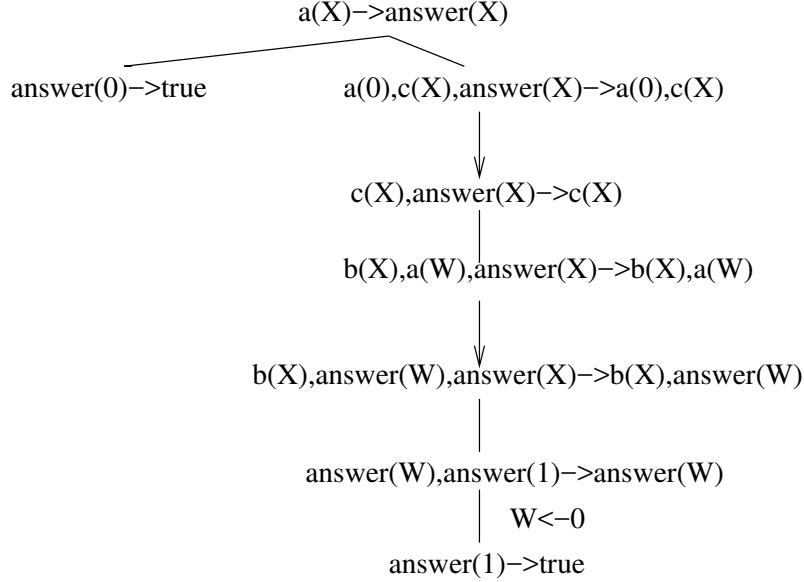 a(X)−>answer(X)
answer(0)−>true
a(0),c(X),answer(X)−>a(0),c(X)
c(X),answer(X)−>c(X)
b(X),a(W),answer(X)−>b(X),a(W)
b(X),answer(W),answer(X)−>b(X),answer(W)
answer(W),answer(1)−>answer(W)
W<−0
answer(1)−>true